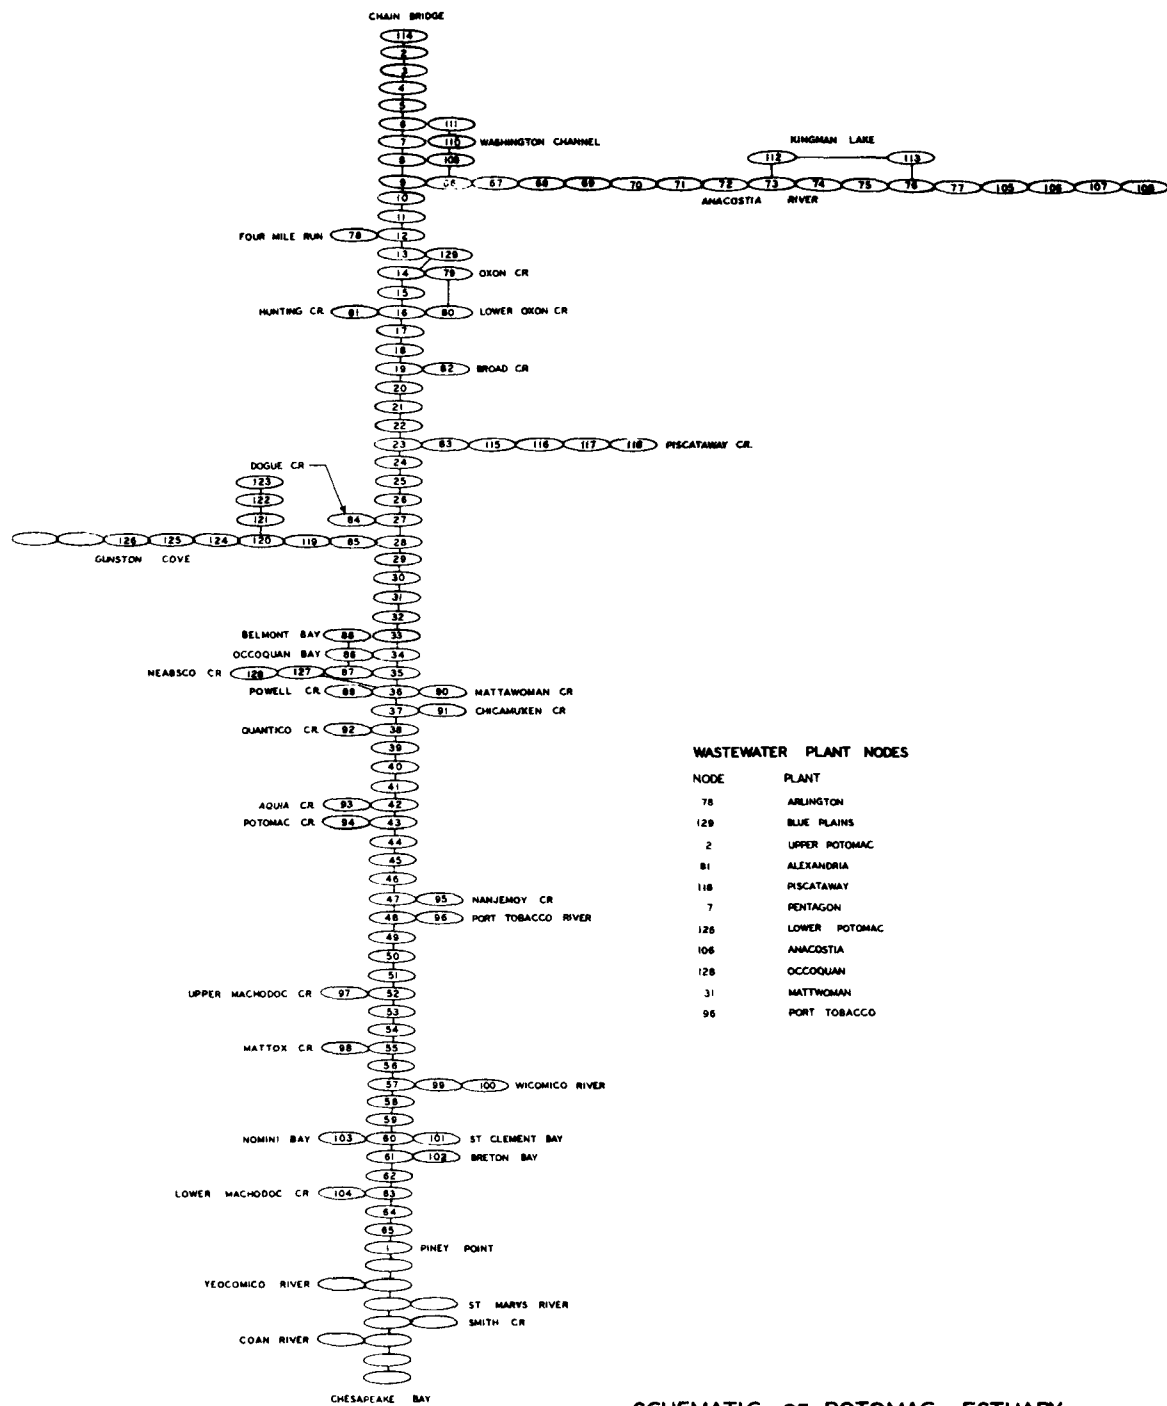 CHAIN BRIDGE
114
2
3
4
5
6 111
7 110 WASHINGTON CHANNEL
8 109
KINGMAN LAKE
112 113
9 66 67 68 69 70 71 72 73 74 75 76 77 105 106 107 108
ANACOSTIA RIVER
10
11
FOUR MILE RUN 78 12
13 129
14 79 OXON CR
15
HUNTING CR. 81 16 80 LOWER OXON CR
17
18
19 82 BROAD CR
20
21
22
23 83 115 116 117 118 PISCATAWAY CR.
24
DOGUE CR
123 25
122 26
121 84 27
126 125 124 120 119 85 28
GUNSTON COVE
29
30
31
32
BELMONT BAY 88 33
OCCOQUAN BAY 86 34
NEABSCO CR 128 127 87 35
POWELL CR. 89 36 90 MATTAWOMAN CR
37 91 CHICAMUXEN CR
QUANTICO CR. 92 38
39
40
41
AQUIA CR. 93 42
POTOMAC CR. 94 43
44
45
46
47 95 NANJEMOY CR
48 96 PORT TOBACCO RIVER
49
50
51
UPPER MACHODOC CR 97 52
53
54
MATTOX CR. 98 55
56
57 99 100 WICOMICO RIVER
58
59
NOMINI BAY 103 60 101 ST CLEMENT BAY
61 102 BRETON BAY
62
LOWER MACHODOC CR 104 63
64
65
1 PINEY POINT
YEOCOMICO RIVER
ST MARYS RIVER
SMITH CR
COAN RIVER
CHESAPEAKE BAY
WASTEWATER PLANT NODES
NODE PLANT
78 ARLINGTON
129 BLUE PLAINS
2 UPPER POTOMAC
81 ALEXANDRIA
118 PISCATAWAY
7 PENTAGON
126 LOWER POTOMAC
106 ANACOSTIA
128 OCCOQUAN
31 MATTWOMAN
96 PORT TOBACCO
SCHEMATIC OF POTOMAC ESTUARY